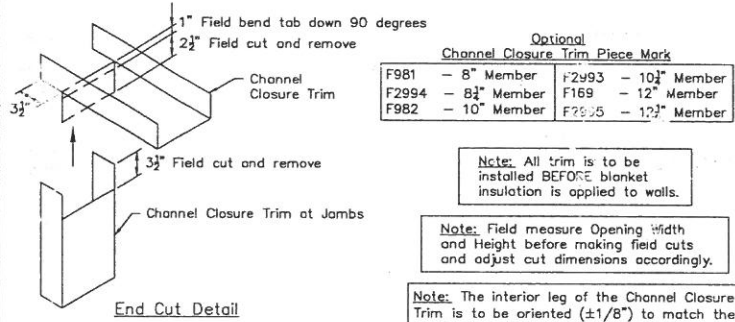 1" Field bend tab down 90 degrees
2½" Field cut and remove
Channel
Closure Trim
3½"
3½" Field cut and remove
Channel Closure Trim at Jambs
End Cut Detail
Optional
Channel Closure Trim Piece Mark
F981 – 8" Member
F2994 – 8½" Member
F982 – 10" Member
F2993 – 10½" Member
F169 – 12" Member
F2995 – 12½" Member
Note: All trim is to be
installed BEFORE blanket
insulation is applied to walls.
Note: Field measure Opening Width
and Height before making field cuts
and adjust cut dimensions accordingly.
Note: The interior leg of the Channel Closure
Trim is to be oriented (±1/8") to match the